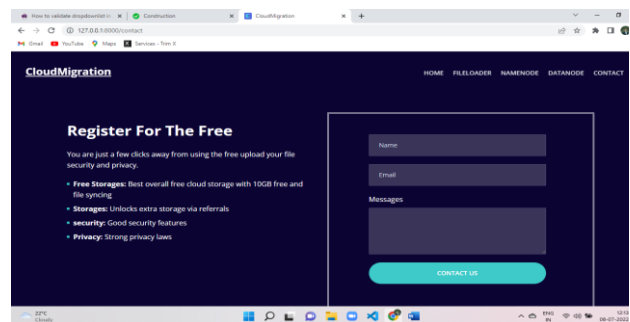 How to validate dropdownlist in
Construction
CloudMigration
127.0.0.1:8000/contact
Gmail YouTube Maps Services - Trim X
CloudMigration
HOME FILELOADER NAMENODE DATANODE CONTACT
Register For The Free
You are just a few clicks away from using the free upload your file
security and privacy.
Free Storages: Best overall free cloud storage with 10GB free and
file syncing
Storages: Unlocks extra storage via referrals
security: Good security features
Privacy: Strong privacy laws
Name
Email
Messages
CONTACT US
22°C
Cloudy
ENG
IN
12:13
06-07-2022